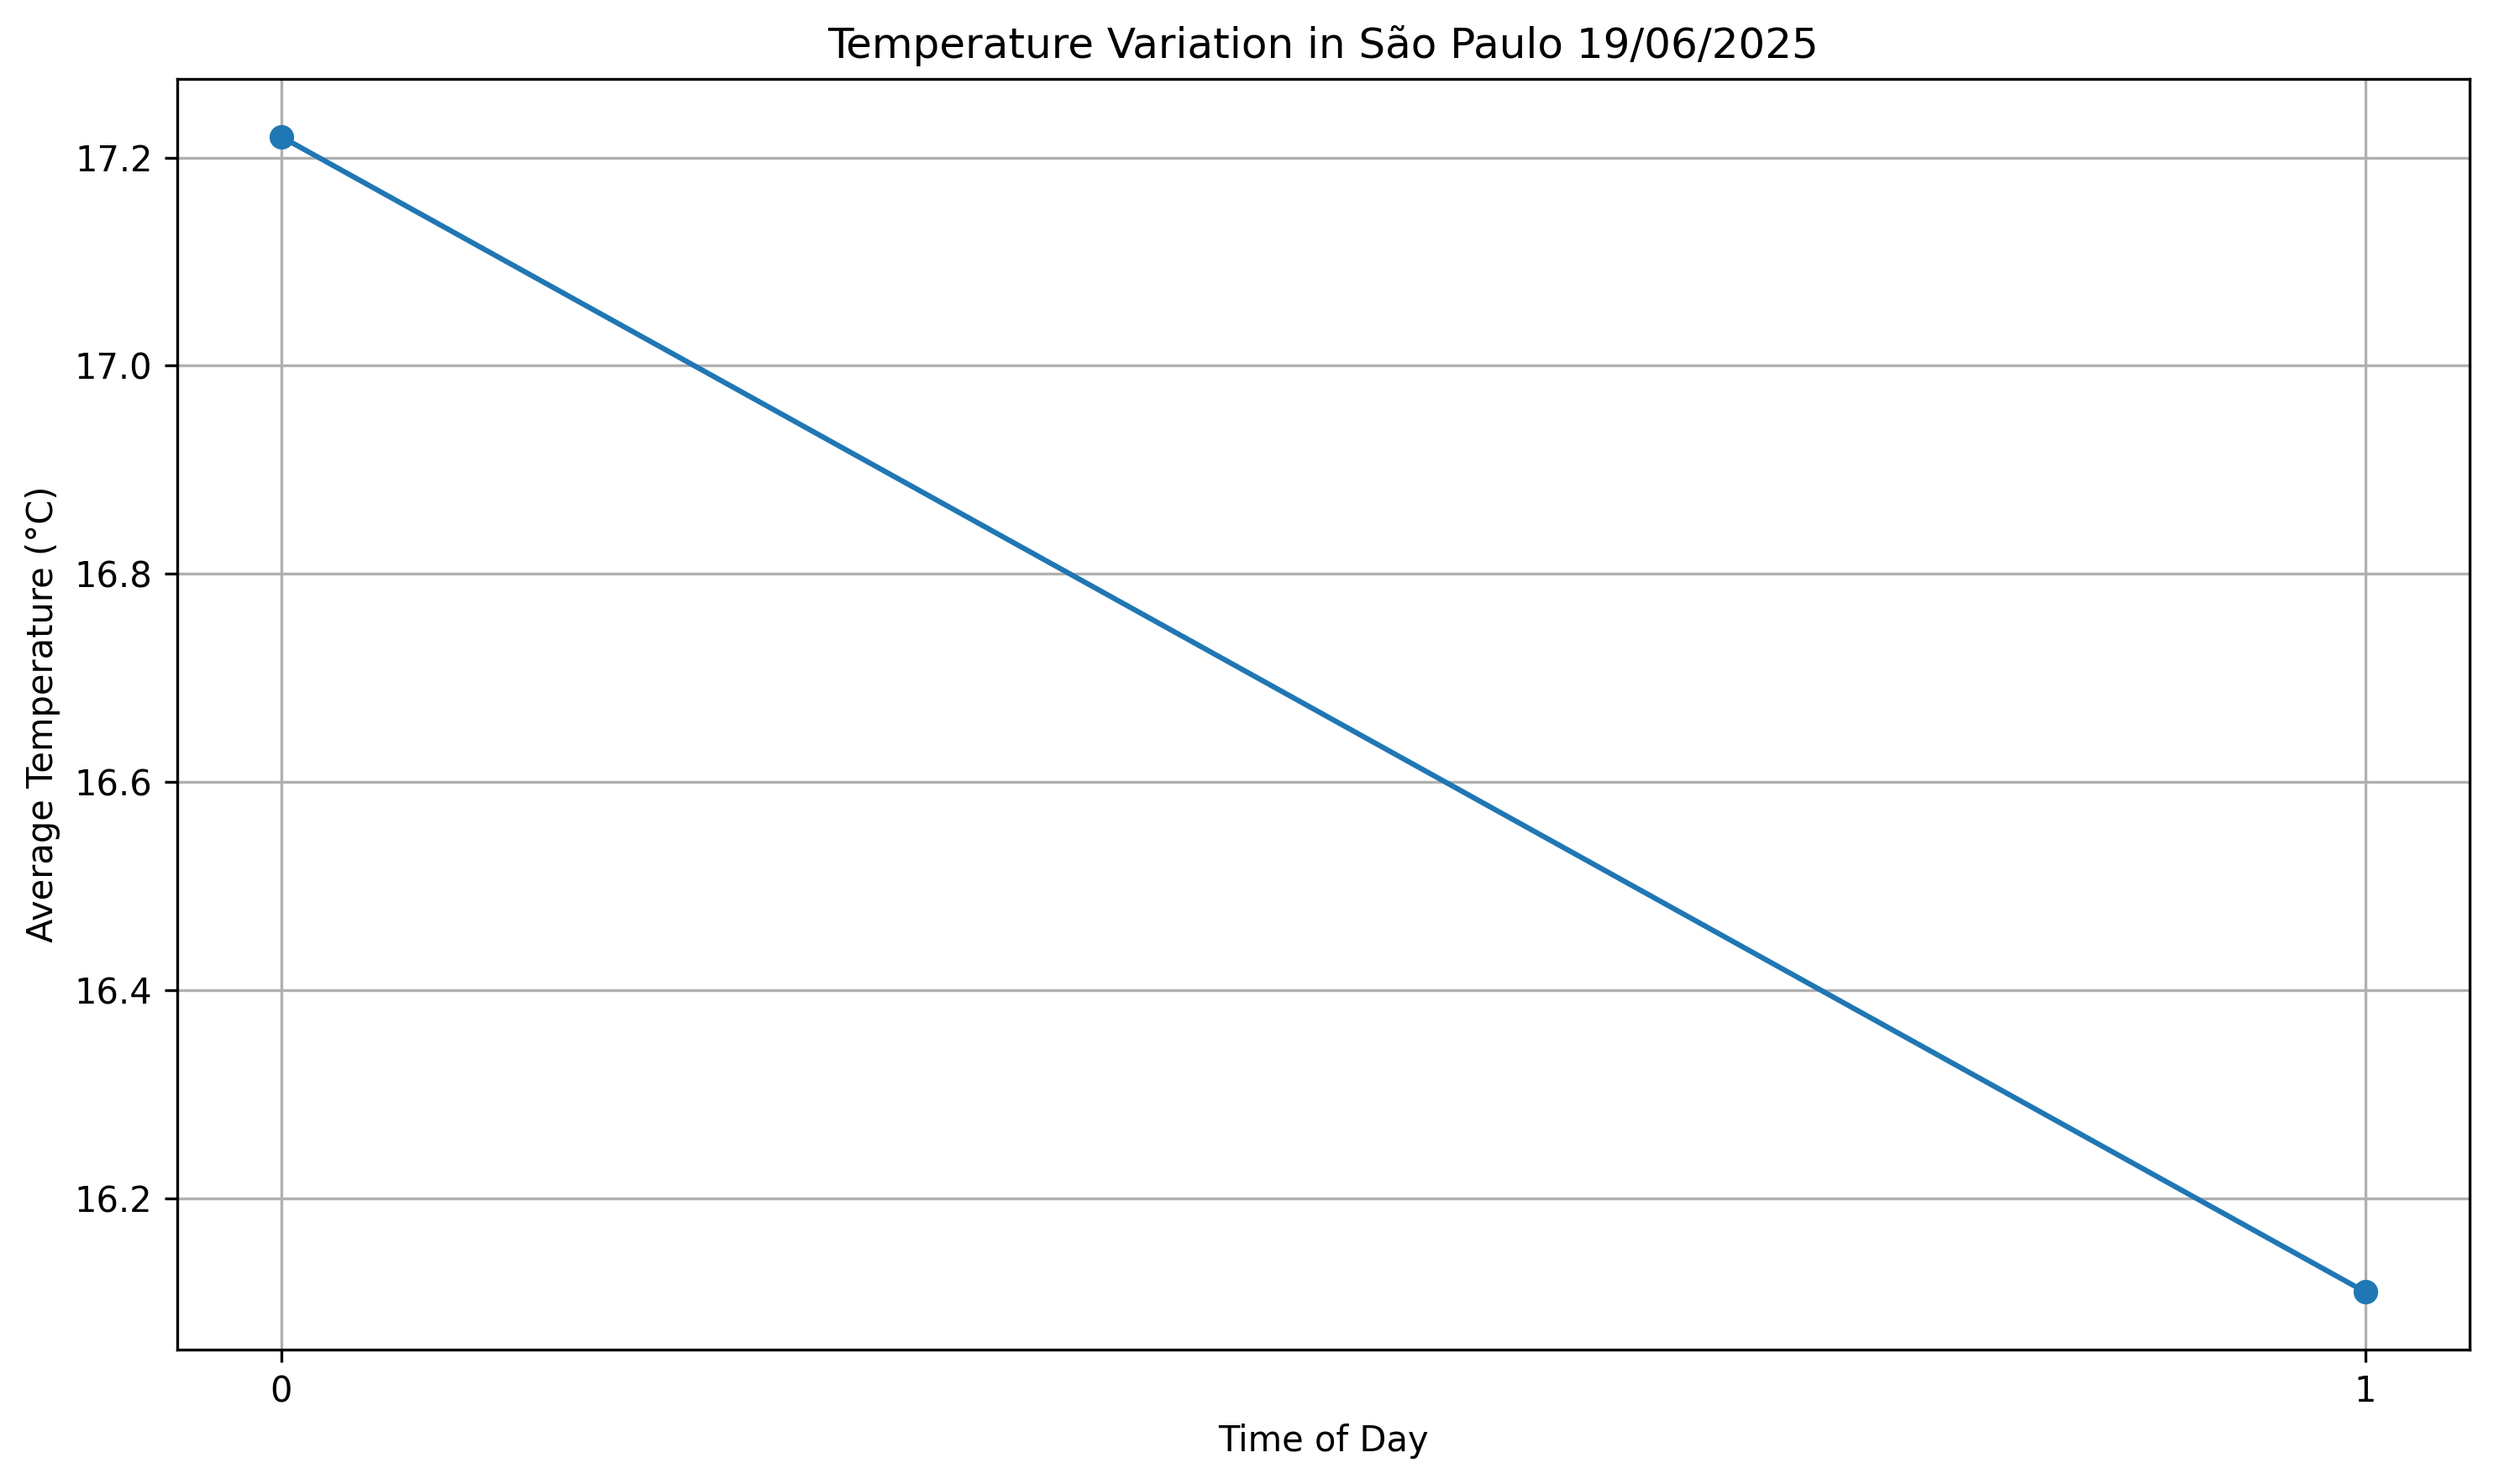 Temperature Variation in São Paulo 19/06/2025
Average Temperature (°C)
17.2
17.0
16.8
16.6
16.4
16.2
0
1
Time of Day